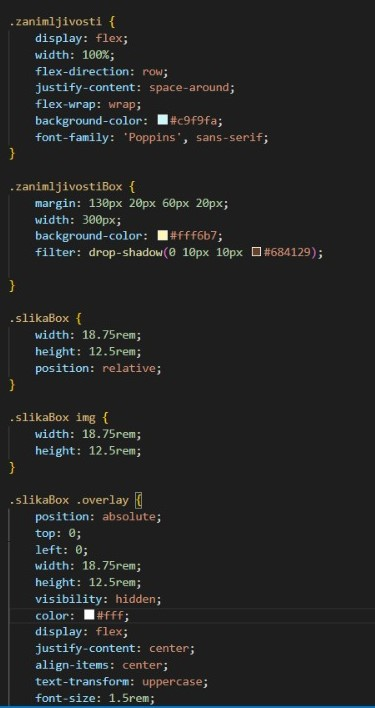 .zanimljivosti {
display: flex;
width: 100%;
flex-direction: row;
justify-content: space-around;
flex-wrap: wrap;
background-color: #c9f9fa;
font-family: 'Poppins', sans-serif;
}
.zanimljivostiBox {
margin: 130px 20px 60px 20px;
width: 300px;
background-color: #fff6b7;
filter: drop-shadow(0 10px 10px #684129);
}
.slikaBox {
width: 18.75rem;
height: 12.5rem;
position: relative;
}
.slikaBox img {
width: 18.75rem;
height: 12.5rem;
}
.slikaBox .overlay {
position: absolute;
top: 0;
left: 0;
width: 18.75rem;
height: 12.5rem;
visibility: hidden;
color: #fff;
display: flex;
justify-content: center;
align-items: center;
text-transform: uppercase;
font-size: 1.5rem;